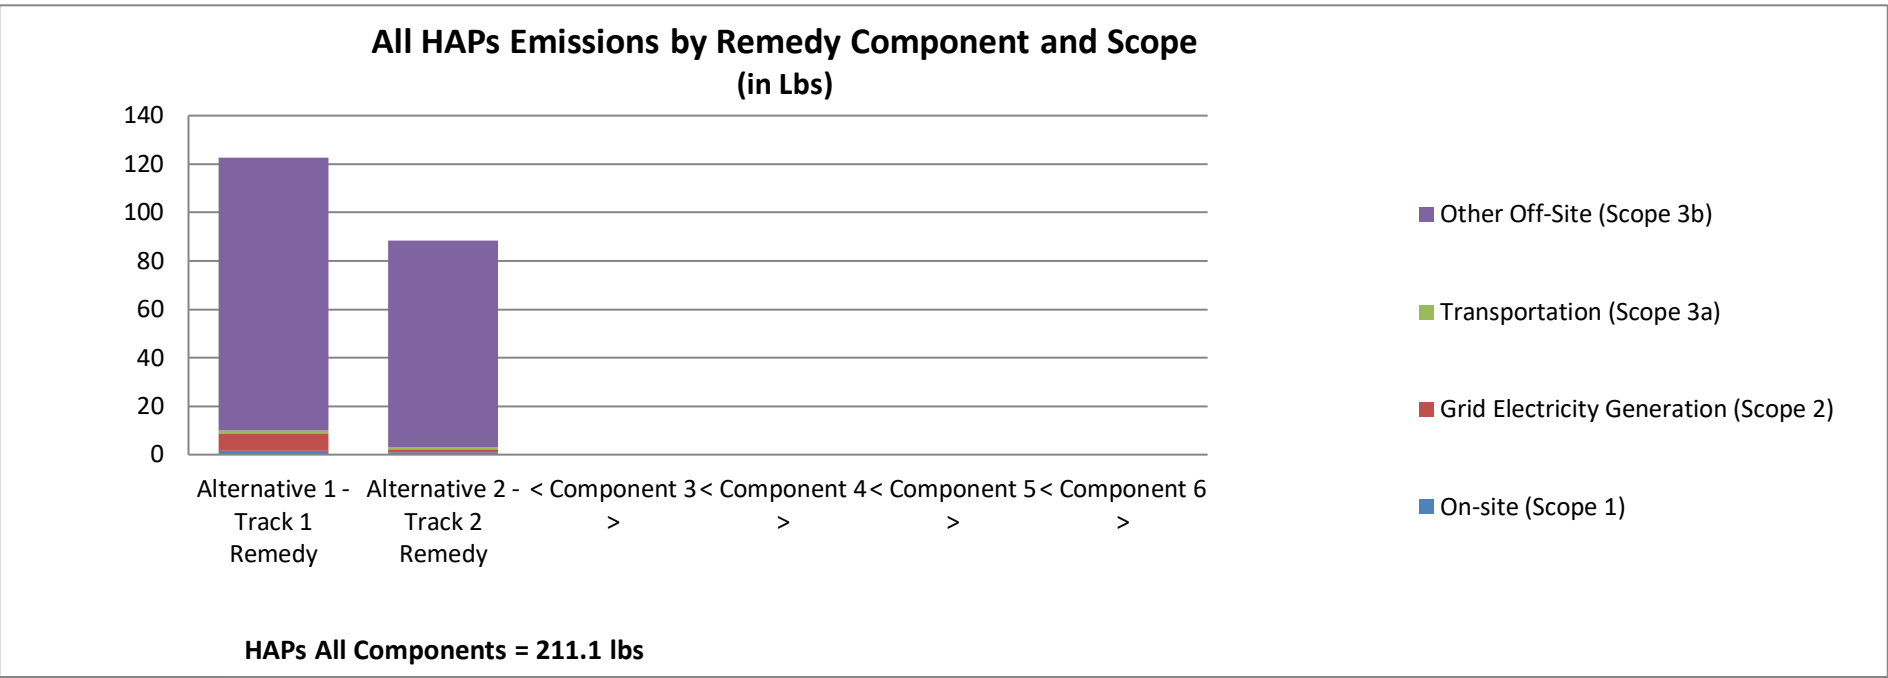 All HAPs Emissions by Remedy Component and Scope
(in Lbs)
140
120
100
80
60
40
20
0
Alternative 1 -
Track 1
Remedy
Alternative 2 -
Track 2
Remedy
< Component 3
>
< Component 4
>
< Component 5
>
< Component 6
>
Other Off-Site (Scope 3b)
Transportation (Scope 3a)
Grid Electricity Generation (Scope 2)
On-site (Scope 1)
HAPs All Components = 211.1 lbs